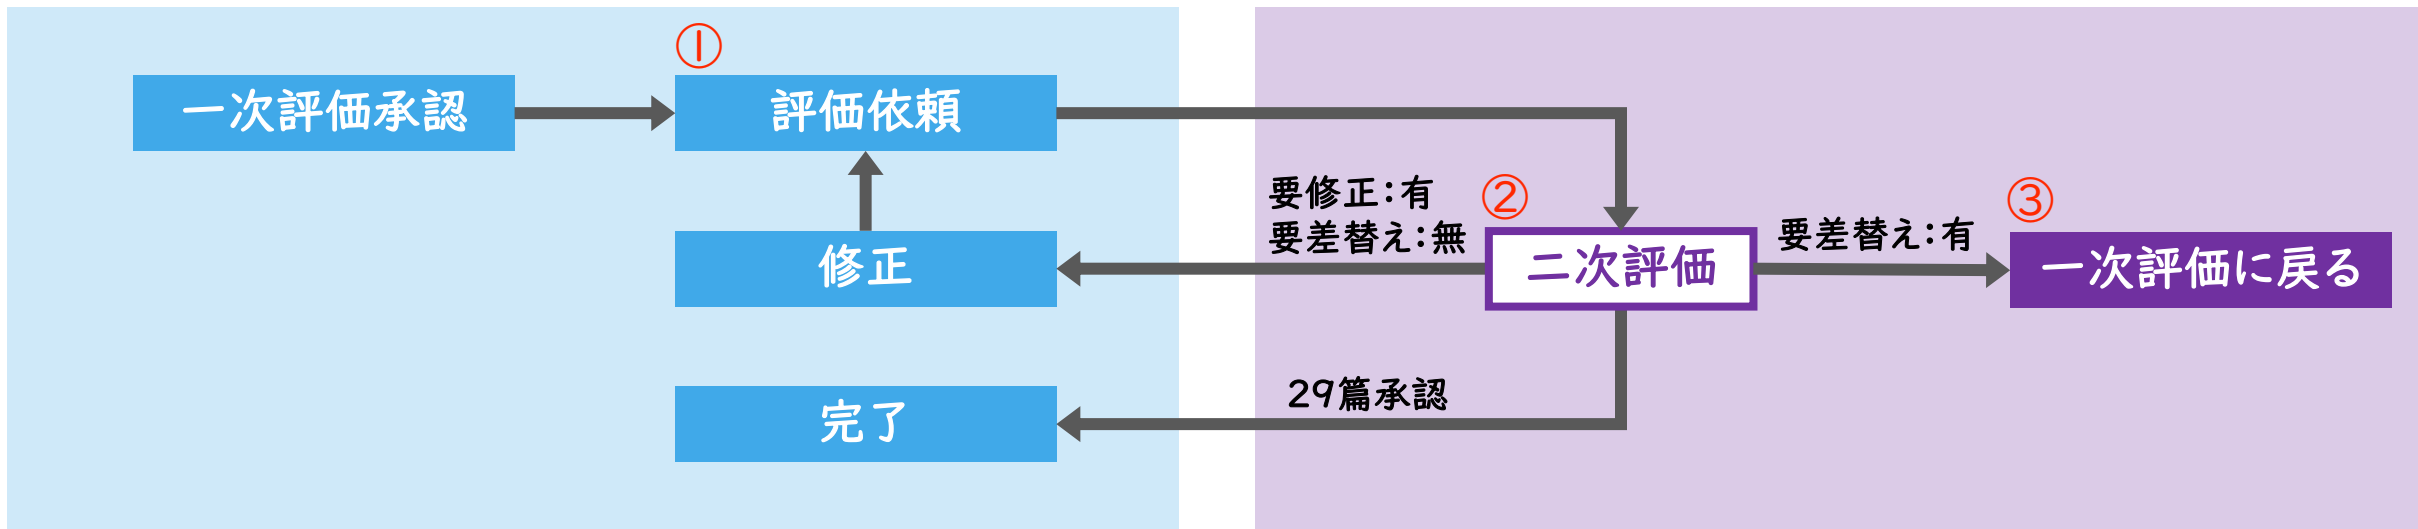 ①
一次評価承認
評価依頼
要修正：有
要差替え：無
②
要差替え：有
③
修正
二次評価
一次評価に戻る
29篇承認
完了